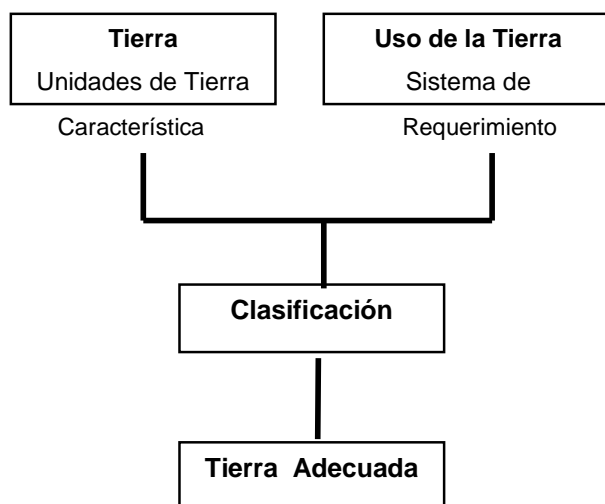 Tierra
Unidades de Tierra
Característica
Uso de la Tierra
Sistema de
Requerimiento
Clasificación
Tierra Adecuada